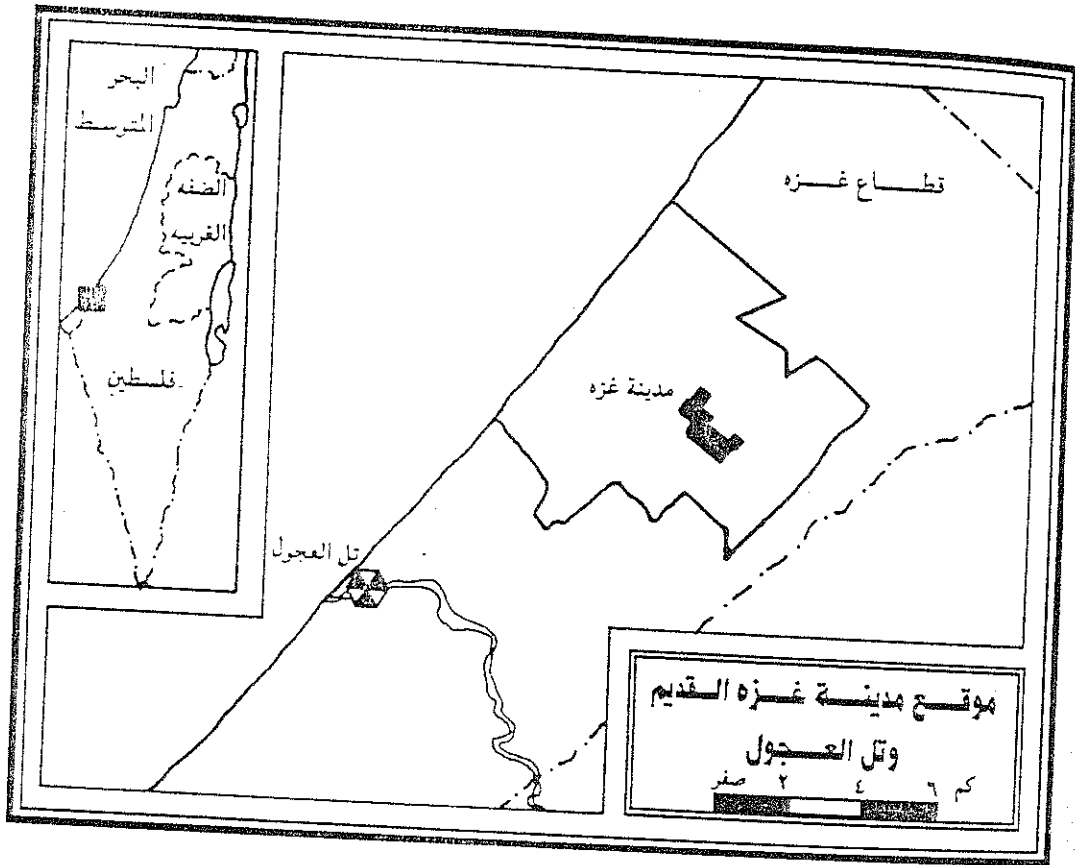 البحر
المتوسط
الضفه
الغربيه
فلسطين
قطاع غزه
مدينة غزه
تل العجول
موقع مدينة غزه القديم
وتل العجول
صفر ٢ ٤ ٦ كم